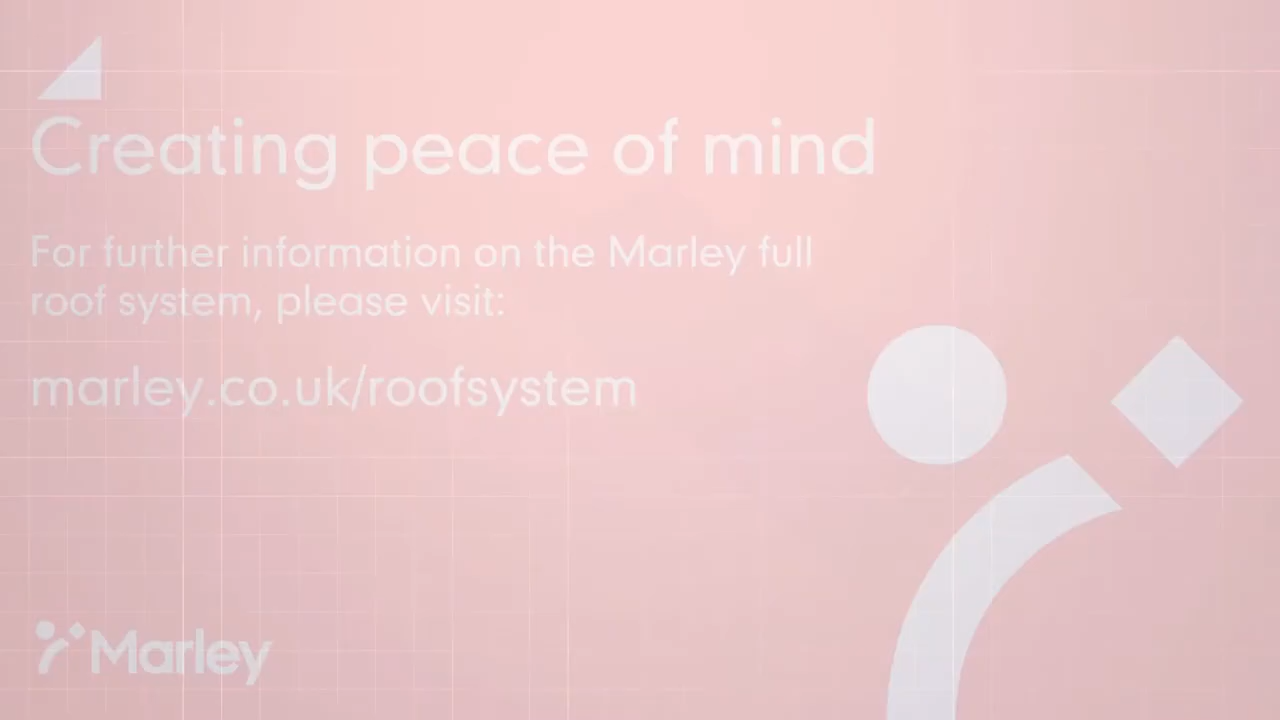 Creating peace of mind
For further information on the Marley full
roof system, please visit:
marley.co.uk/roofsystem
Marley